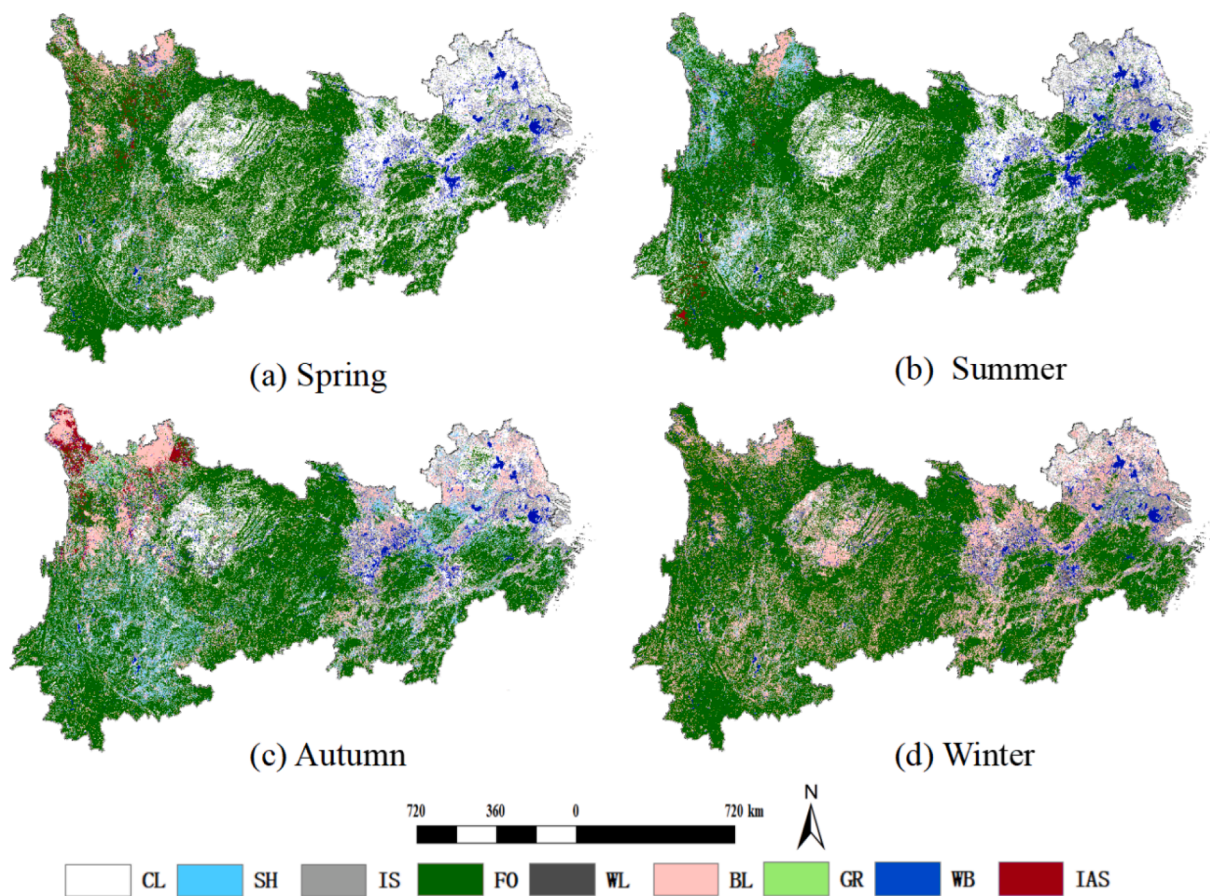 (a) Spring
(b) Summer
(c) Autumn
(d) Winter
720 360 0 720 km
N
CL SH IS FO WL BL GR WB IAS